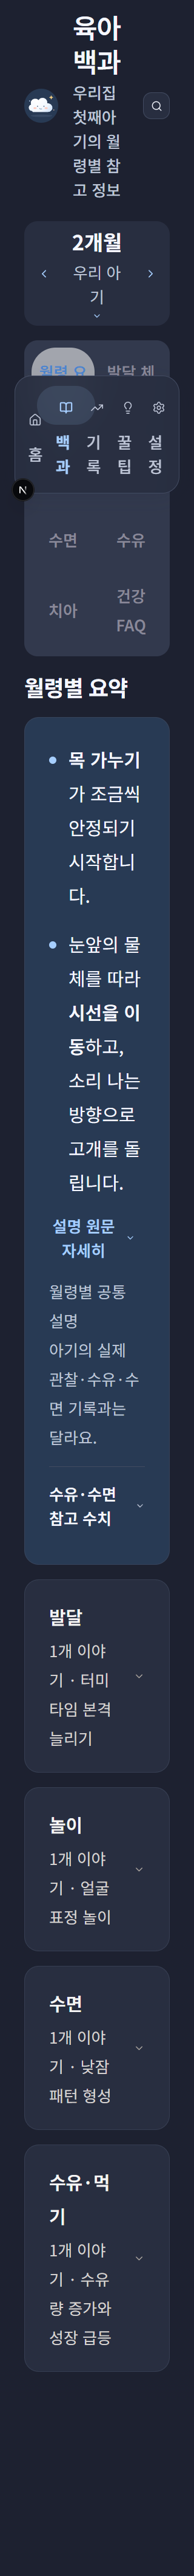 육아
백과
우리집
첫째아
기의 월
령별 참
고 정보
2개월
우리 아
기
월령 요 발달 체
홈 백과 기록 꿀팁 설정
N
수면 수유
치아 건강
FAQ
월령별 요약
목 가누기
가 조금씩
안정되기
시작합니
다.
눈앞의 물
체를 따라
시선을 이
동하고,
소리 나는
방향으로
고개를 돌
립니다.
설명 원문
자세히
월령별 공통
설명
아기의 실제
관찰·수유·수
면 기록과는
달라요.
수유·수면
참고 수치
발달
1개 이야
기 · 터미
타임 본격
늘리기
놀이
1개 이야
기 · 얼굴
표정 놀이
수면
1개 이야
기 · 낮잠
패턴 형성
수유·먹
기
1개 이야
기 · 수유
량 증가와
성장 급등